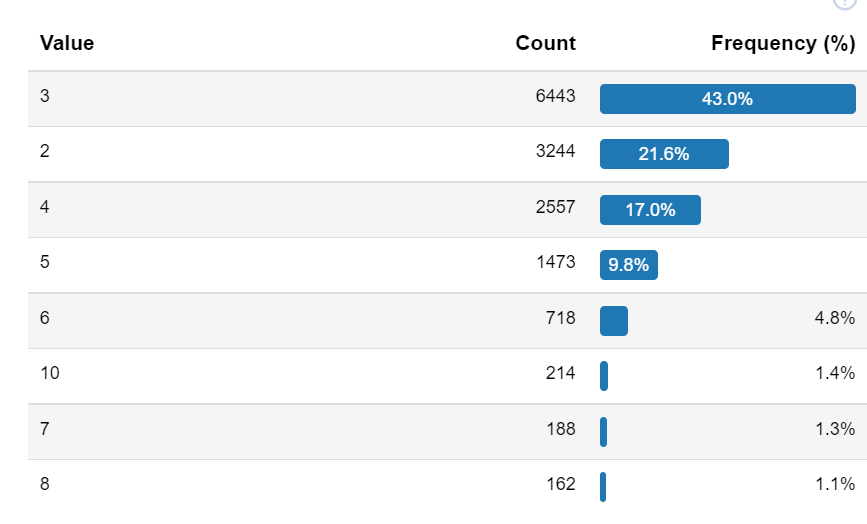 Value Count Frequency (%)
3 6443 43.0%
2 3244 21.6%
4 2557 17.0%
5 1473 9.8%
6 718 4.8%
10 214 1.4%
7 188 1.3%
8 162 1.1%